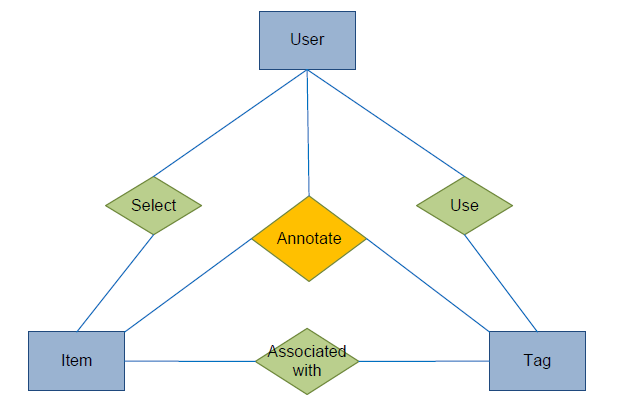 User
Select
Use
Annotate
Associated
with
Item
Tag